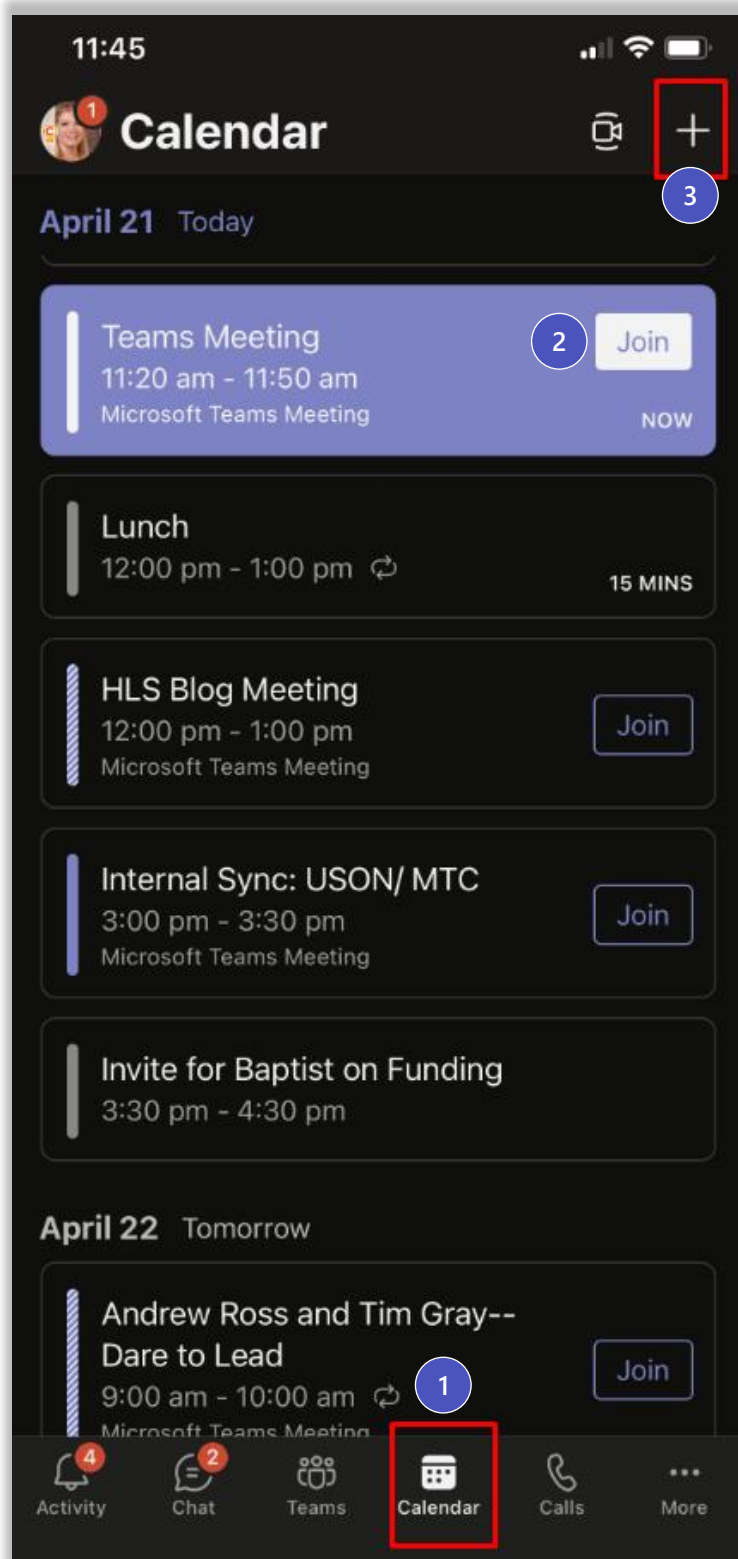 11:45
1
Calendar
3
April 21 Today
Teams Meeting
2
Join
11:20 am - 11:50 am
Microsoft Teams Meeting
NOW
Lunch
12:00 pm - 1:00 pm
15 MINS
HLS Blog Meeting
12:00 pm - 1:00 pm
Join
Microsoft Teams Meeting
Internal Sync: USON/ MTC
3:00 pm - 3:30 pm
Join
Microsoft Teams Meeting
Invite for Baptist on Funding
3:30 pm - 4:30 pm
April 22 Tomorrow
Andrew Ross and Tim Gray--
Dare to Lead
Join
9:00 am - 10:00 am
1
Microsoft Teams Meeting
4
2
Activity Chat Teams Calendar Calls More